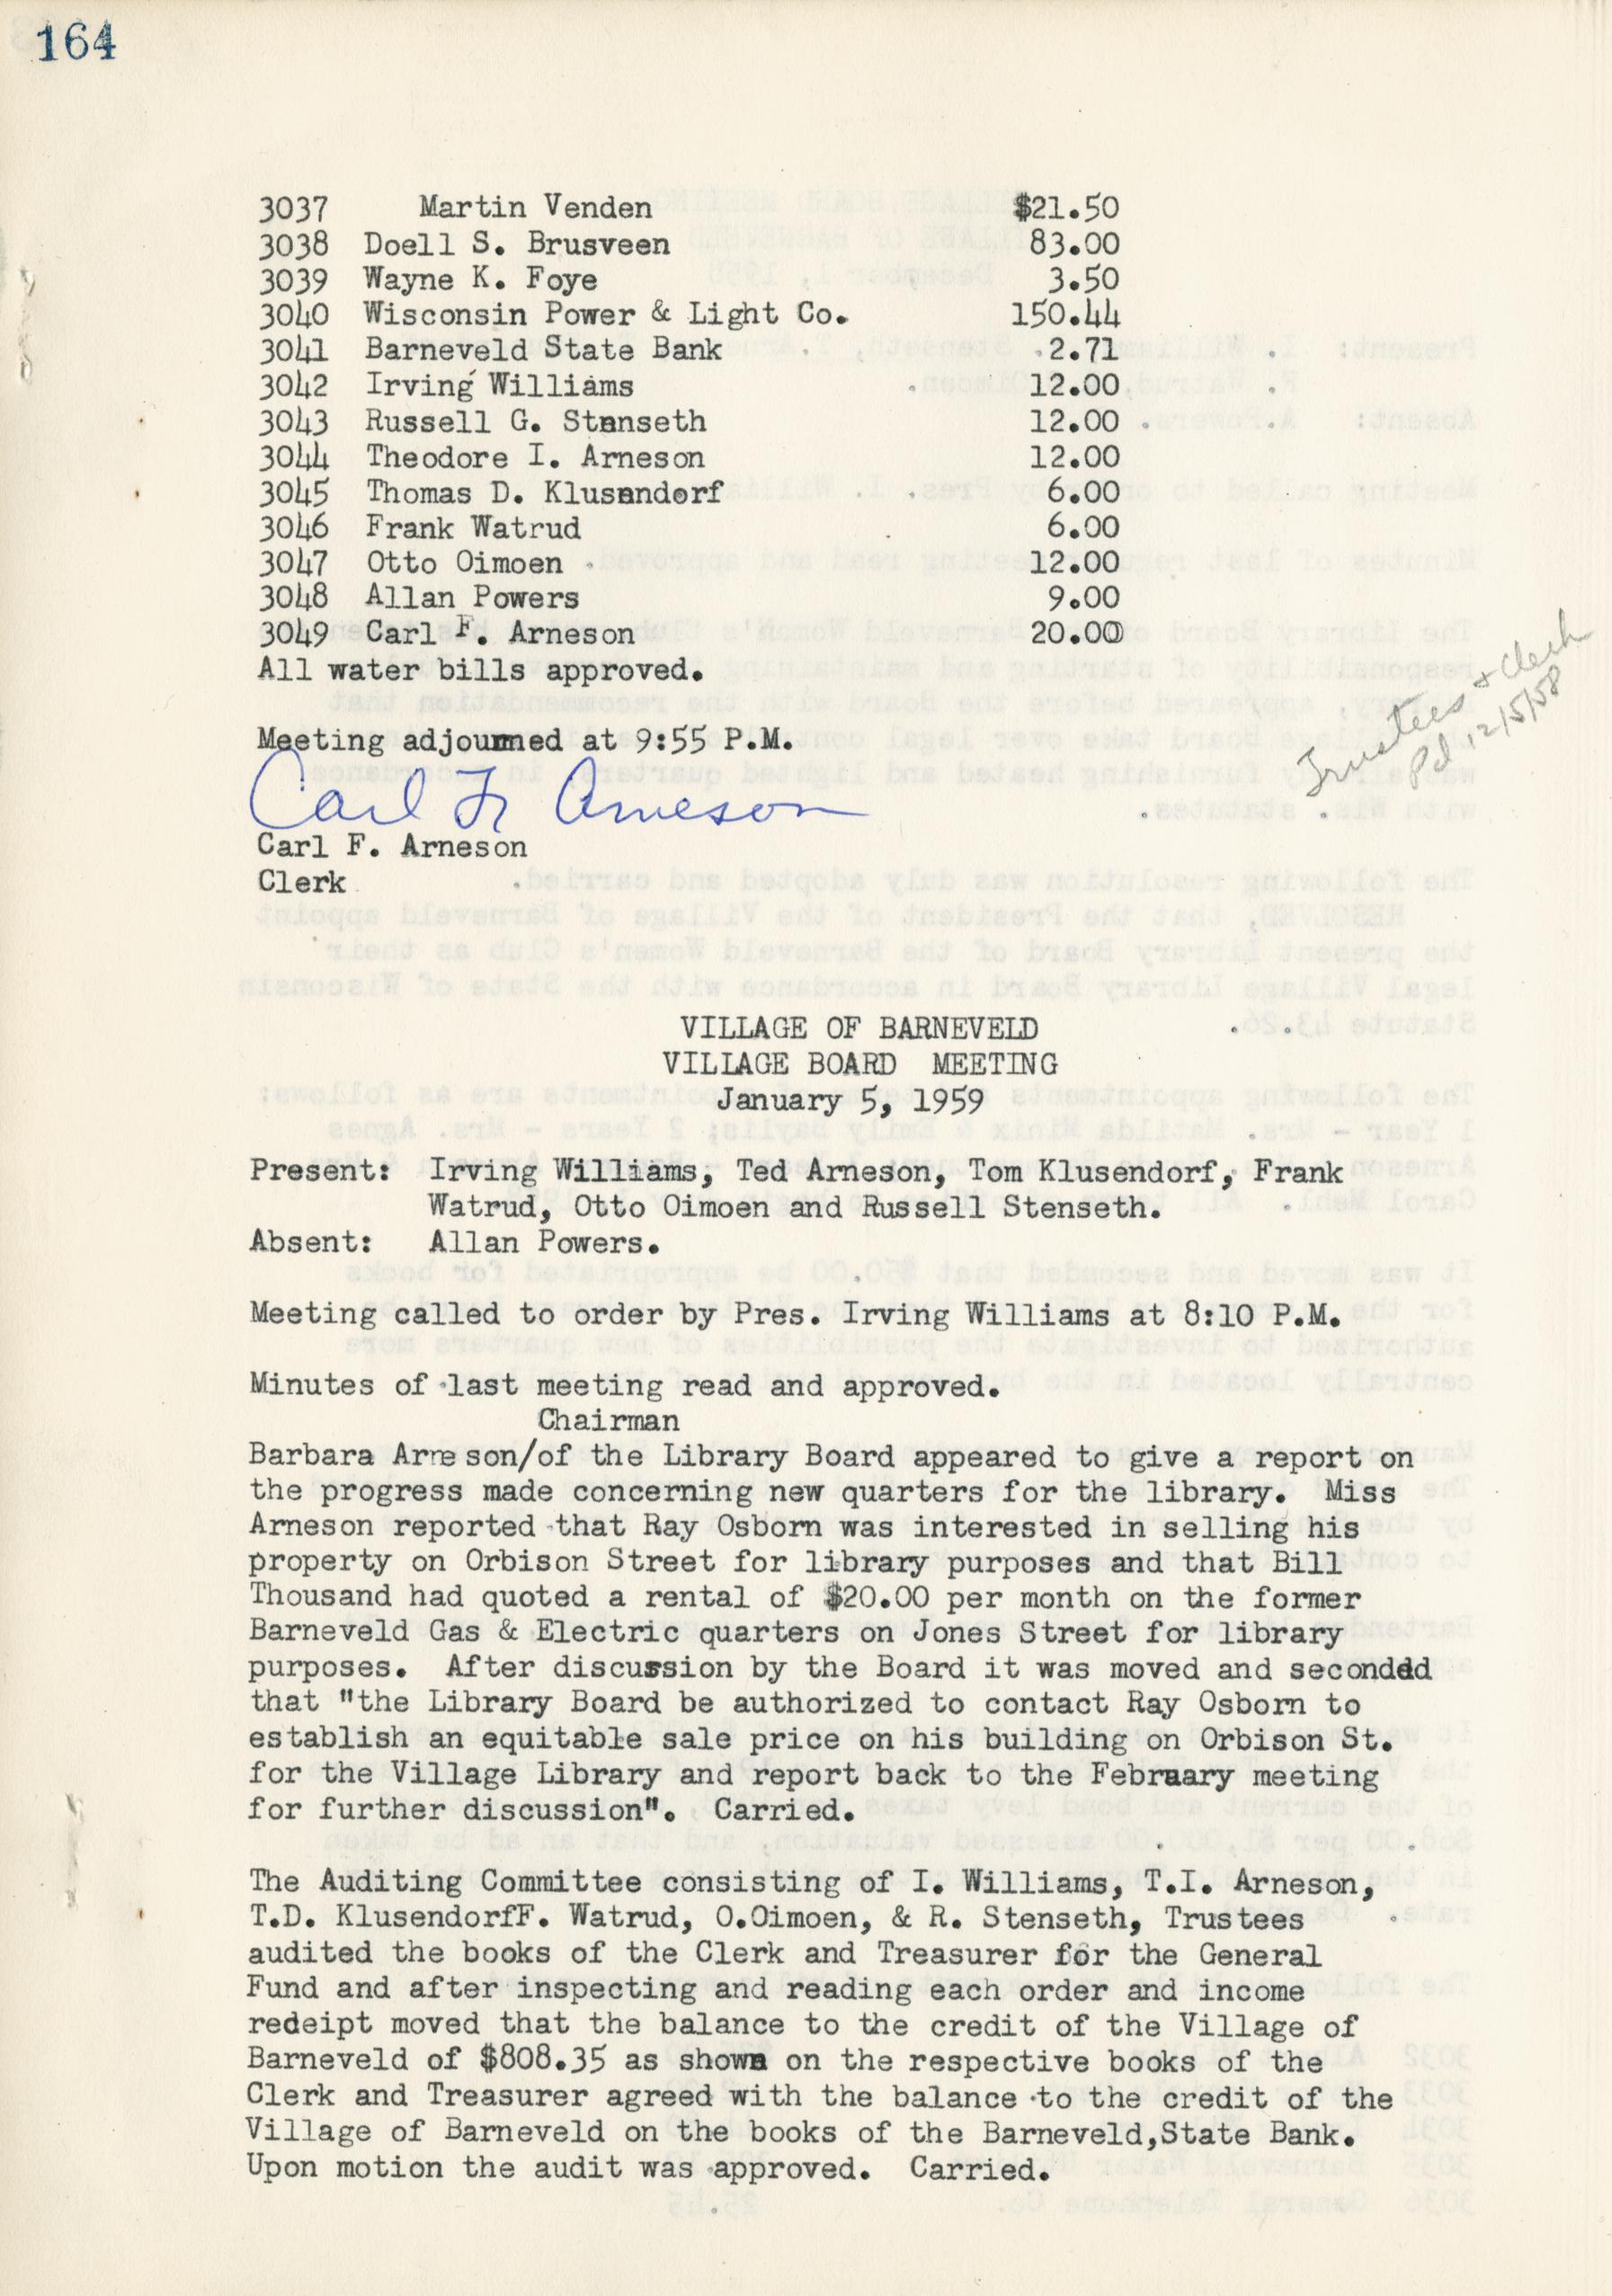 164
3037 Martin Venden $21.50
3038 Doell S. Brusveen 83.00
3039 Wayne K. Foye 3.50
3040 Wisconsin Power & Light Co. 150.44
3041 Barneveld State Bank 2.71
3042 Irving Williams 12.00
3043 Russell G. Stenseth 12.00
3044 Theodore I. Arneson 12.00
3045 Thomas D. Klusendorf 6.00
3046 Frank Watrud 6.00
3047 Otto Oimoen 12.00
3048 Allan Powers 9.00
3049 Carl F. Arneson 20.00
All water bills approved.
Trustees & Clerk
Pd 12/5/58
Meeting adjourned at 9:55 P.M.
Carl F. Arneson
Carl F. Arneson
Clerk
VILLAGE OF BARNEVELD
VILLAGE BOARD MEETING
January 5, 1959
Present: Irving Williams, Ted Arneson, Tom Klusendorf, Frank
Watrud, Otto Oimoen and Russell Stenseth.
Absent: Allan Powers.
Meeting called to order by Pres. Irving Williams at 8:10 P.M.
Minutes of last meeting read and approved.
Chairman
Barbara Arneson/of the Library Board appeared to give a report on
the progress made concerning new quarters for the library. Miss
Arneson reported that Ray Osborn was interested in selling his
property on Orbison Street for library purposes and that Bill
Thousand had quoted a rental of $20.00 per month on the former
Barneveld Gas & Electric quarters on Jones Street for library
purposes. After discussion by the Board it was moved and seconddd
that "the Library Board be authorized to contact Ray Osborn to
establish an equitable sale price on his building on Orbison St.
for the Village Library and report back to the February meeting
for further discussion". Carried.
The Auditing Committee consisting of I. Williams, T.I. Arneson,
T.D. KlusendorfF. Watrud, O.Oimoen, & R. Stenseth, Trustees
audited the books of the Clerk and Treasurer for the General
Fund and after inspecting and reading each order and income
redeipt moved that the balance to the credit of the Village of
Barneveld of $808.35 as shown on the respective books of the
Clerk and Treasurer agreed with the balance to the credit of the
Village of Barneveld on the books of the Barneveld,State Bank.
Upon motion the audit was approved. Carried.